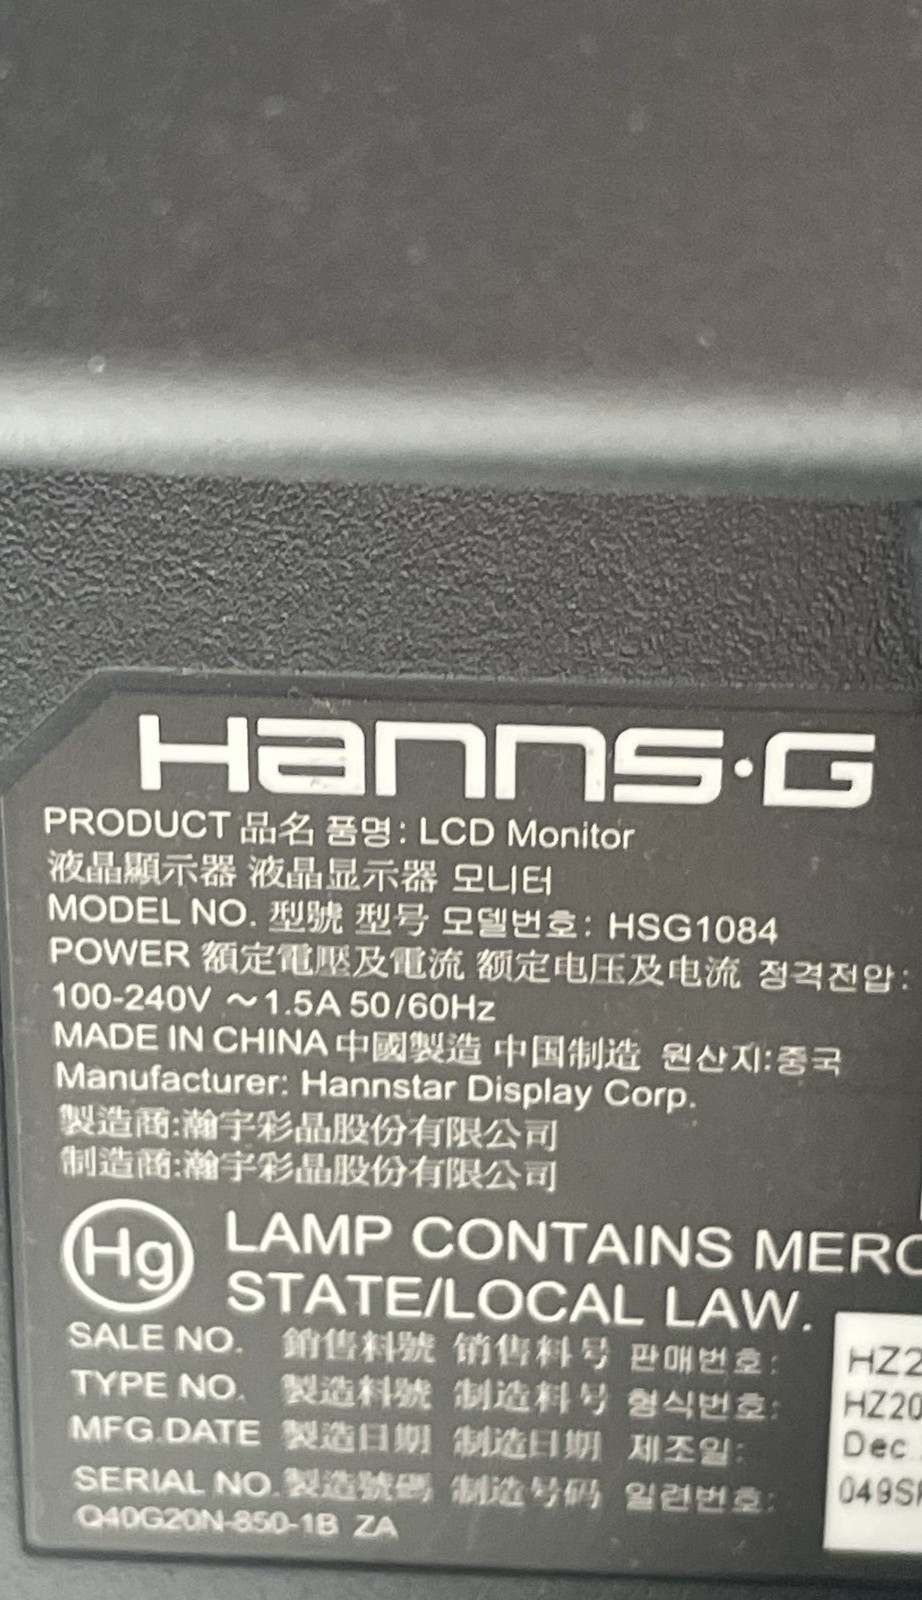 Hanns·G
PRODUCT 品名 품명: LCD Monitor
液晶顯示器 液晶显示器 모니터
MODEL NO. 型號 型号 모델번호: HSG1084
POWER 額定電壓及電流 额定电压及电流 정격전압:
100-240V ～1.5A 50/60Hz
MADE IN CHINA 中國製造 中国制造 원산지:중국
Manufacturer: Hannstar Display Corp.
製造商:瀚宇彩晶股份有限公司
制造商:瀚宇彩晶股份有限公司
Hg LAMP CONTAINS MERC
STATE/LOCAL LAW.
SALE NO. 銷售料號 销售料号 판매번호: HZ2
TYPE NO. 製造料號 制造料号 형식번호: HZ20
MFG.DATE 製造日期 制造日期 제조일: Dec
SERIAL NO. 製造號碼 制造号码 일련번호: 049S
Q40G20N-850-1B ZA